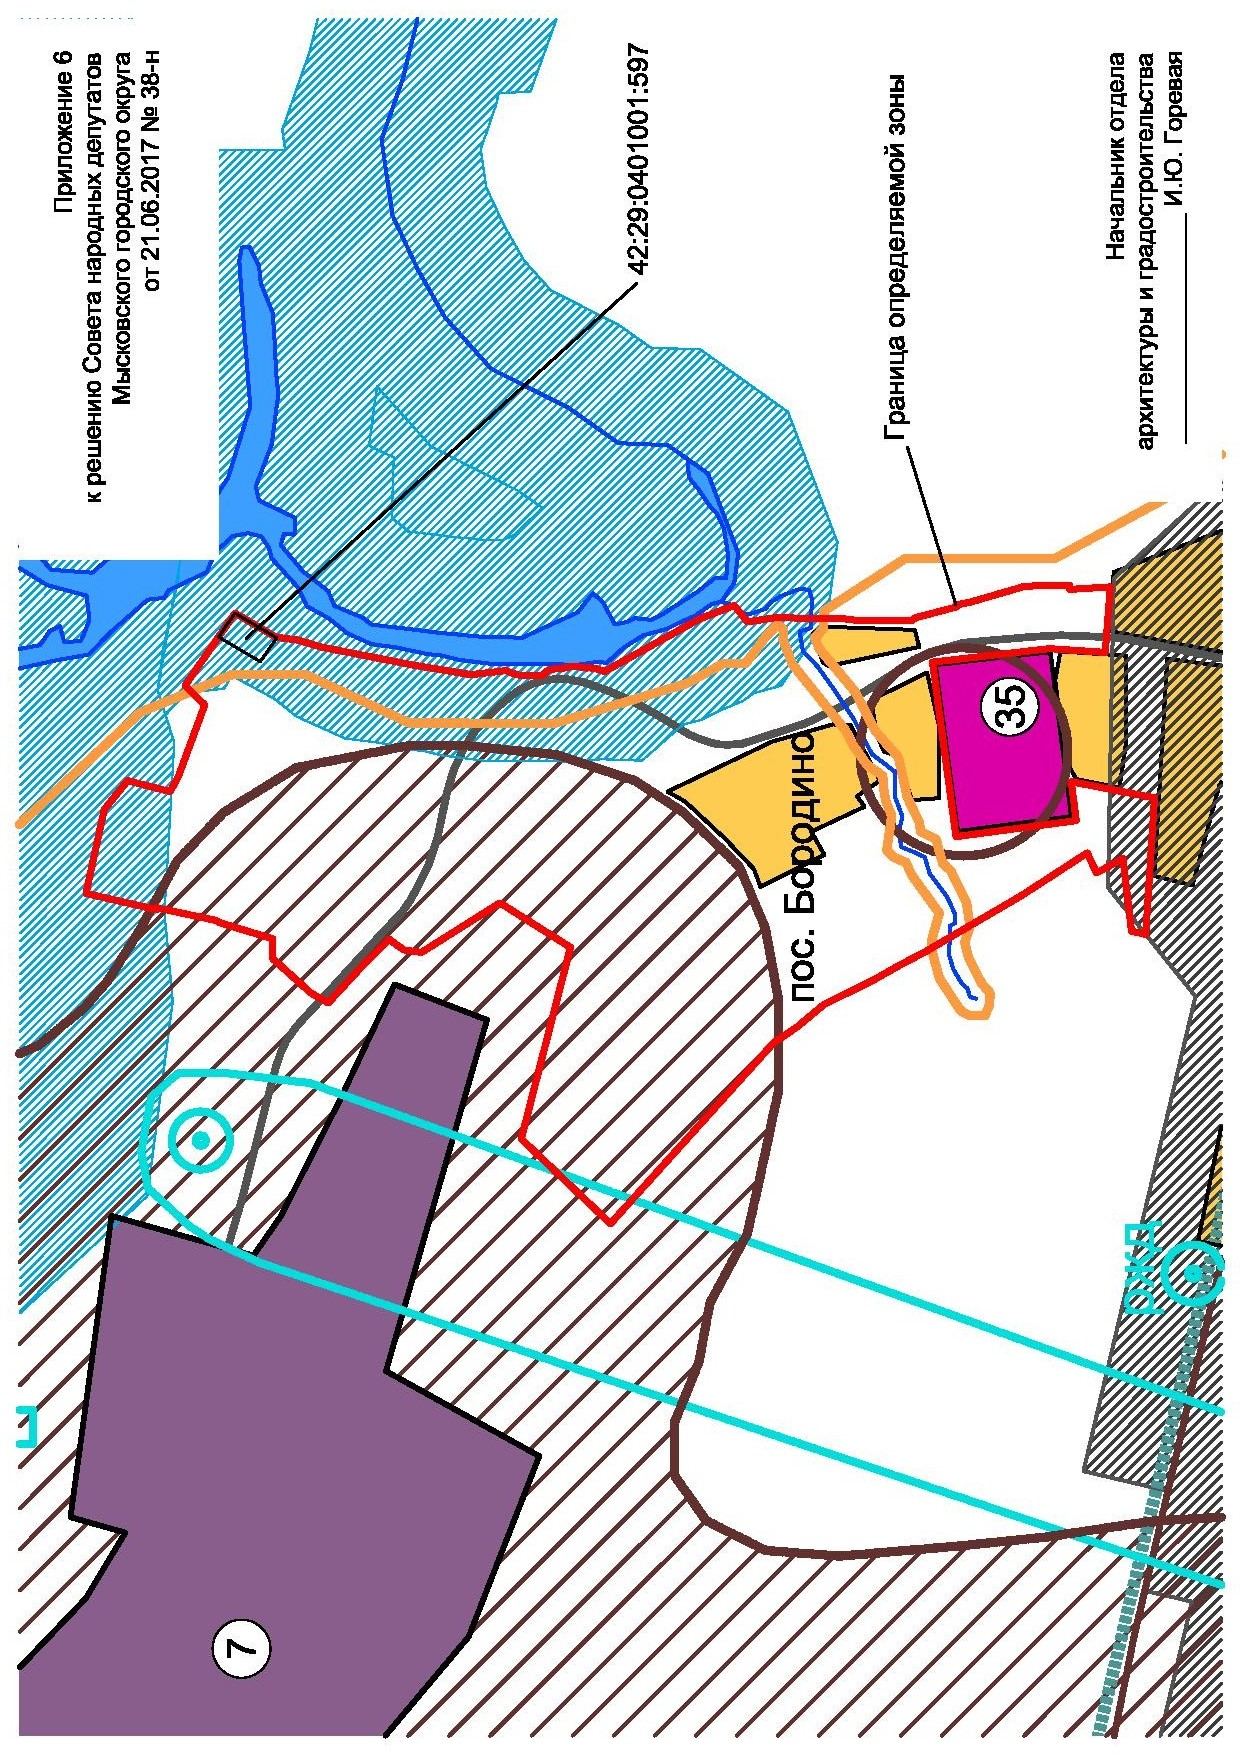 Приложение 6
к решению Совета народных депутатов
Мысковского городского округа
от 21.06.2017 № 38-н
42:29:0401001:597
Граница определяемой зоны
Начальник отдела
архитектуры и градостроительства
И.Ю. Горевая
35
пос. Бородино
ржд
7